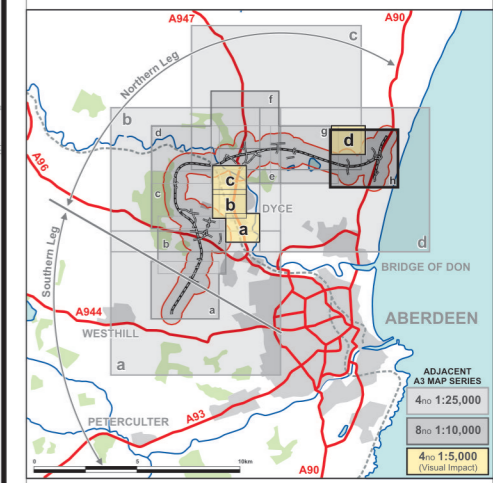 A947
A90
c
Northern Leg
f
b
d
g
d
A96
e
h
c
c
DYCE
b
b
a
j
d
Southern Leg
BRIDGE OF DON
A944
a
ABERDEEN
WESTHILL
a
ADJACENT
A3 MAP SERIES
4no 1:25,000
PETERCULTER
A93
8no 1:10,000
4no 1:5,000
(Visual Impact)
0 5 10km
A90